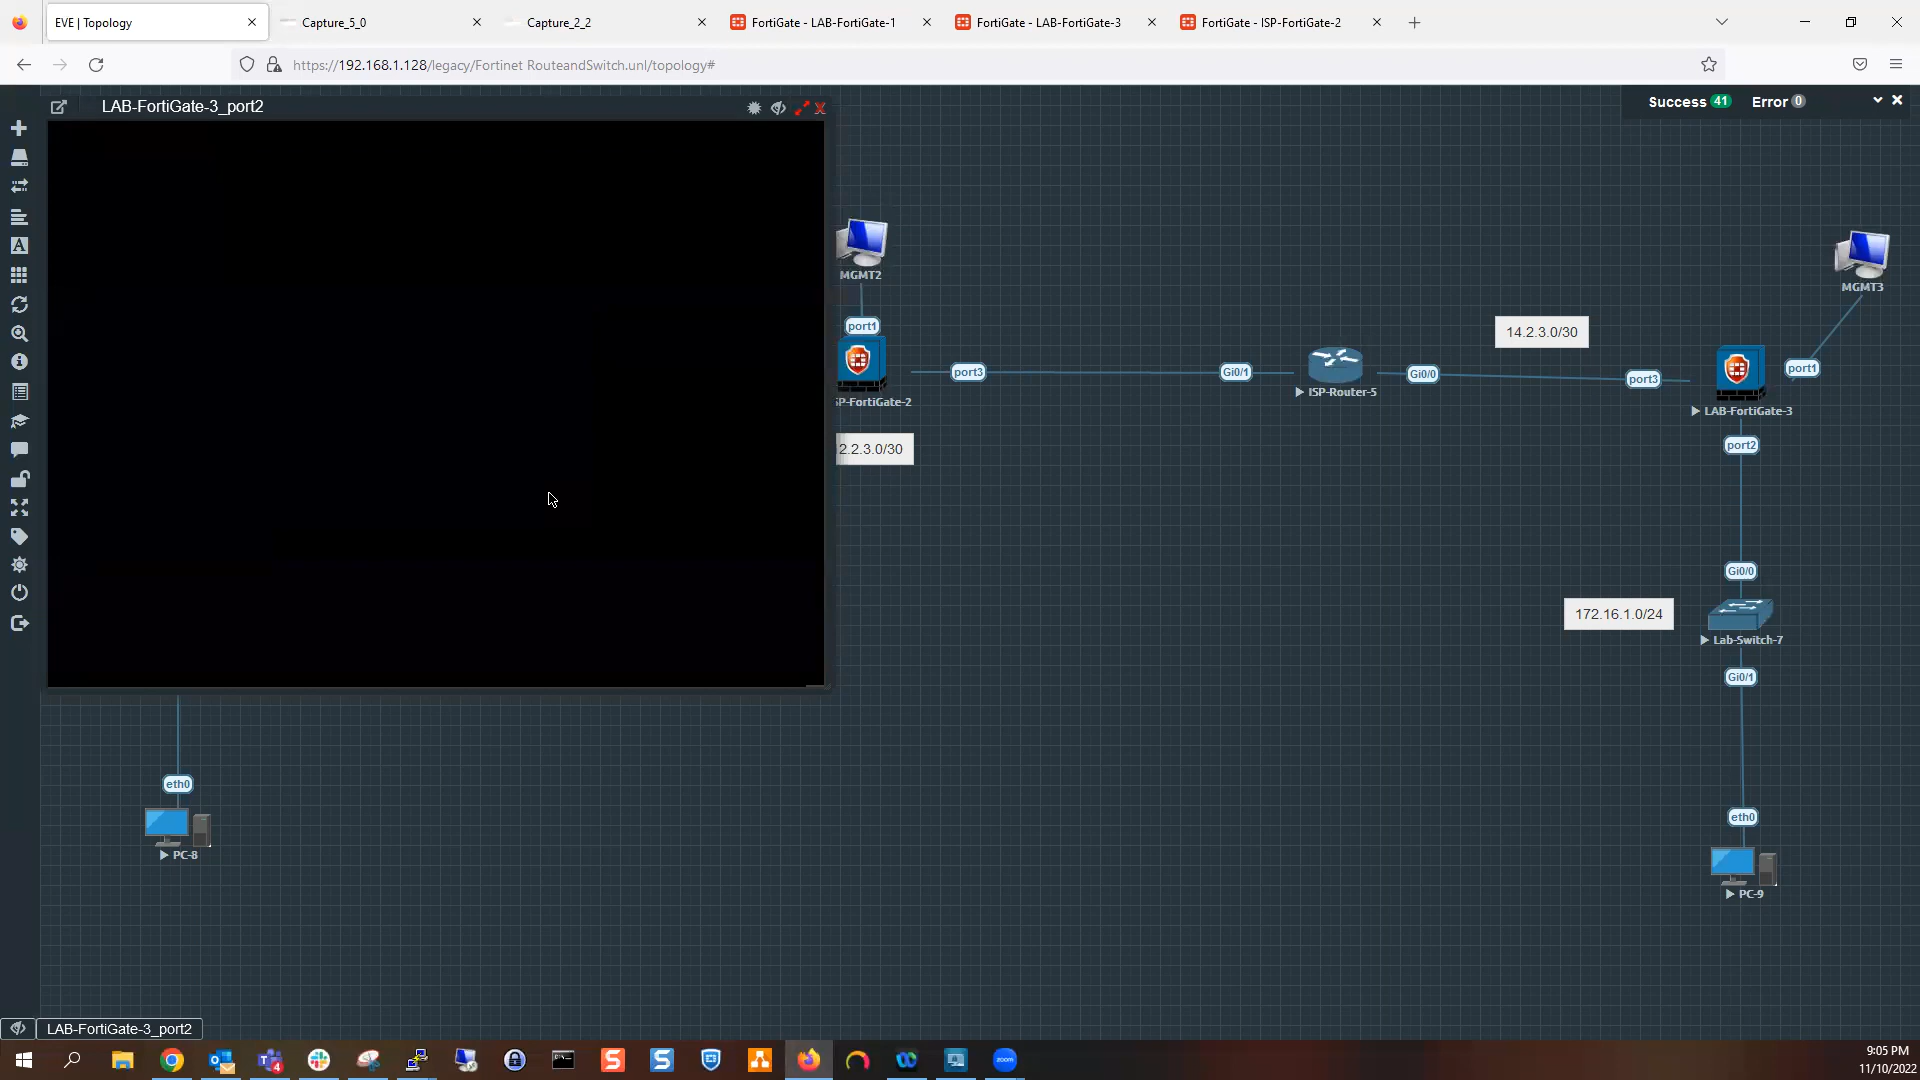 EVE | Topology
Capture_5_0
Capture_2_2
FortiGate - LAB-FortiGate-1
FortiGate - LAB-FortiGate-3
FortiGate - ISP-FortiGate-2
https://192.168.1.128/legacy/Fortinet RouteandSwitch.unl/topology#
LAB-FortiGate-3_port2
Success 41 Error 0
MGMT2
MGMT3
port1
14.2.3.0/30
port3
Gi0/1
Gi0/0
port3
port1
SP-FortiGate-2
ISP-Router-5
LAB-FortiGate-3
2.2.3.0/30
port2
Gi0/0
172.16.1.0/24
Lab-Switch-7
Gi0/1
eth0
eth0
PC-8
PC-9
LAB-FortiGate-3_port2
9:05 PM
11/10/2022